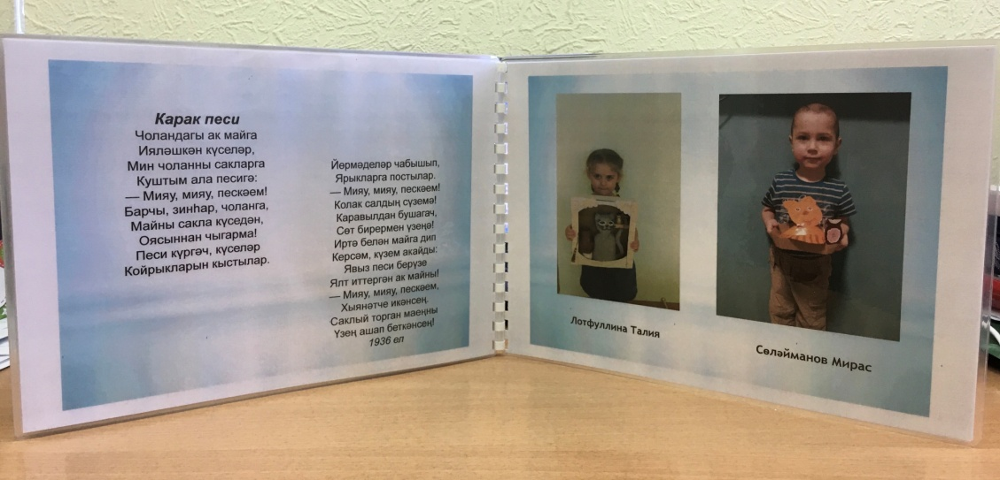 Карак песи
Чоландагы ак майга
Ияләшкән күселәр,
Мин чоланны сакларга
Куштым ала песигә:
— Мияу, мияу, пескәем!
Барчы, зинһар, чоланга,
Майны сакла күседән,
Оясыннан чыгарма!
Песи күргәч, күселәр
Койрыкларын кыстылар.
Йөрмәделәр чабышып,
Ярыкларга постылар.
— Мияу, мияу, пескәем!
Колак салдың сүземә!
Каравылдан бушагач,
Сөт бирермен үзеңә!
Иртә белән майга дип
Керсәм, күзем акайды:
Явыз песи берүзе
Ялт иттергән ак майны!
— Мияу, мияу, пескәем,
Хыянәтче икәнсең.
Саклый торган маеңны
Үзең ашап беткәнсең!
1936 ел
Лотфуллина Талия
Сөләйманов Мирас